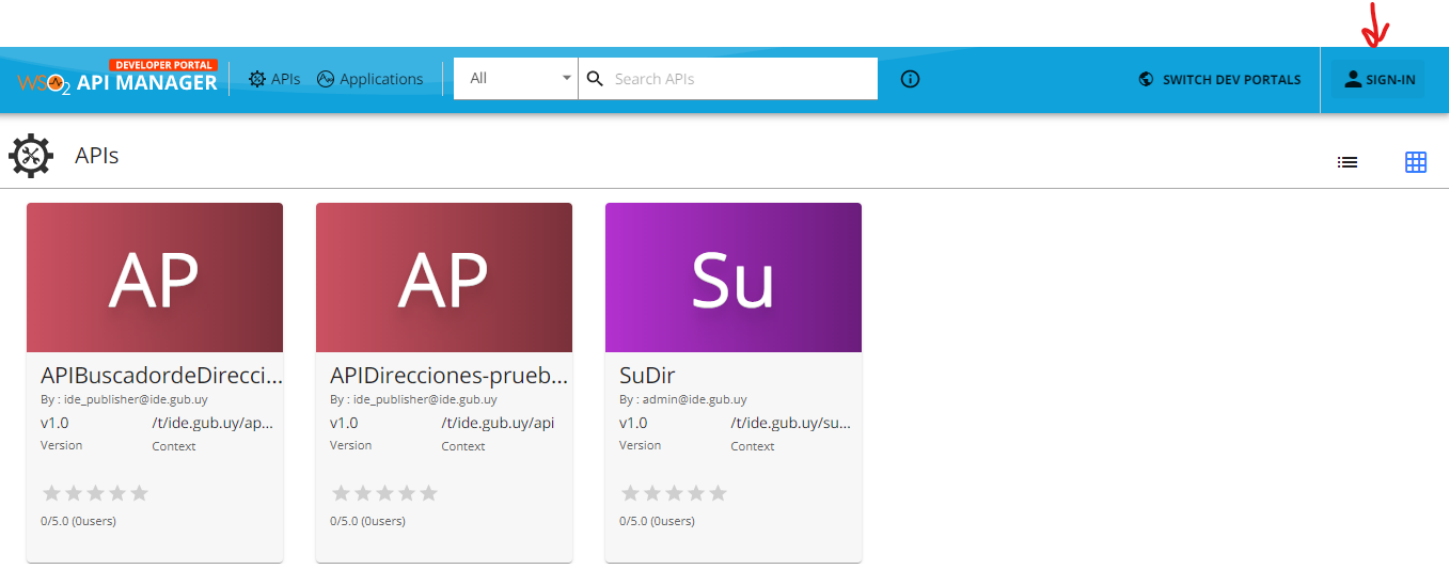 DEVELOPER PORTAL
WSO2 API MANAGER
APIs
Applications
All
Search APIs
SWITCH DEV PORTALS
SIGN-IN
APIs
AP
APIBuscadordeDirecci...
By : ide_publisher@ide.gub.uy
v1.0 /t/ide.gub.uy/ap...
Version Context
0/5.0 (0users)
AP
APIDirecciones-prueb...
By : ide_publisher@ide.gub.uy
v1.0 /t/ide.gub.uy/api
Version Context
0/5.0 (0users)
Su
SuDir
By : admin@ide.gub.uy
v1.0 /t/ide.gub.uy/su...
Version Context
0/5.0 (0users)